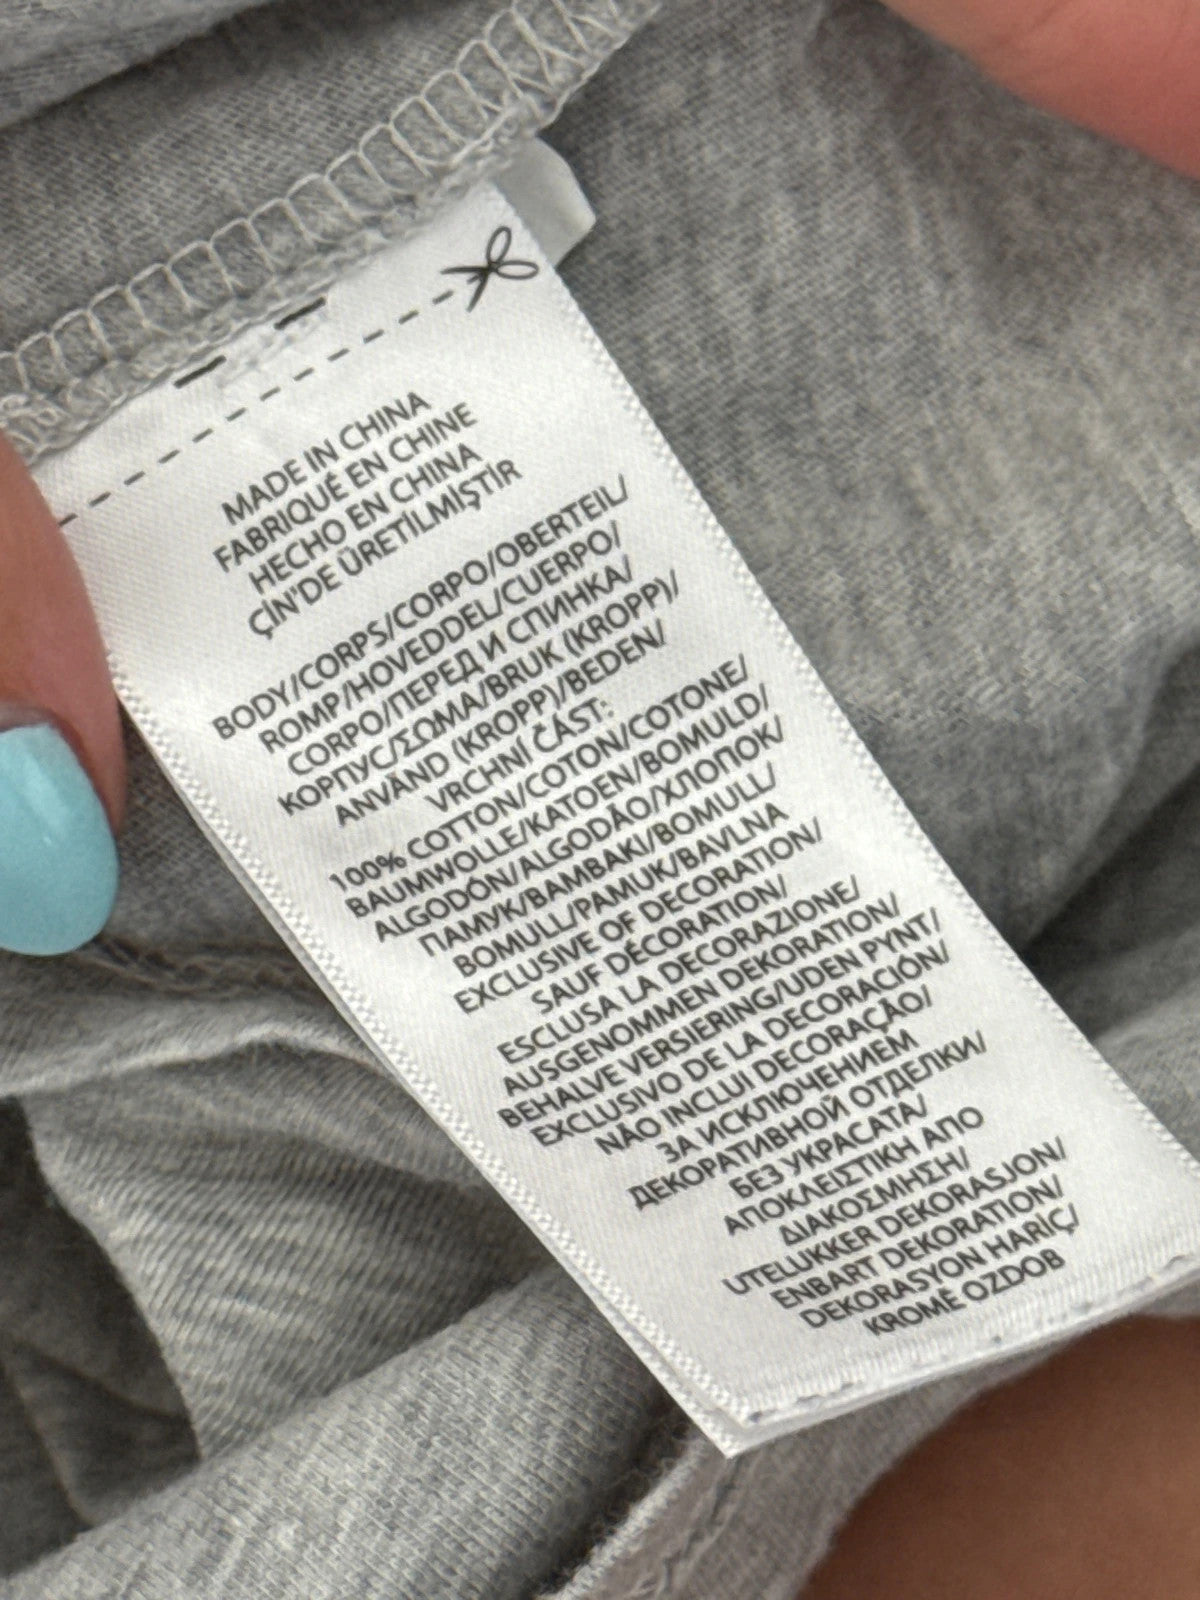 MADE IN CHINA
FABRIQUÉ EN CHINE
HECHO EN CHINA
ÇİN'DE ÜRETİLMİŞTİR
BODY/CORPS/CORPO/OBERTEIL/
ROMP/HOVEDDEL/CUERPO/
CORPO/ПЕРЕД И СПИНКА/
КОРПУС/ΣΩΜΑ/BRUK (KROPP)/
ANVÄND (KROPP)/BEDEN/
VRCHNÍ ČÁST:
100% COTTON/COTON/COTONE/
BAUMWOLLE/KATOEN/BOMULD/
ALGODÓN/ALGODÃO/ХЛОПОК/
ПАМУК/BAMBAKI/BOMULL/
BOMULL/PAMUK/BAVLNA
EXCLUSIVE OF DECORATION/
SAUF DÉCORATION/
ESCLUSA LA DECORAZIONE/
AUSGENOMMEN DEKORATION/
BEHALVE VERSIERING/UDEN PYNT/
EXCLUSIVO DE LA DECORACIÓN/
NÃO INCLUI DECORAÇÃO/
ЗА ИСКЛЮЧЕНИЕМ
ДЕКОРАТИВНОЙ ОТДЕЛКИ/
БЕЗ УКРАСАТА/
ΑΠΟΚΛΕΙΣΤΙΚΗ ΑΠΟ
ΔΙΑΚΟΣΜΗΣΗ/
UTELUKKER DEKORASJON/
ENBART DEKORATION/
DEKORASYON HARİÇ/
KROMĚ OZDOB